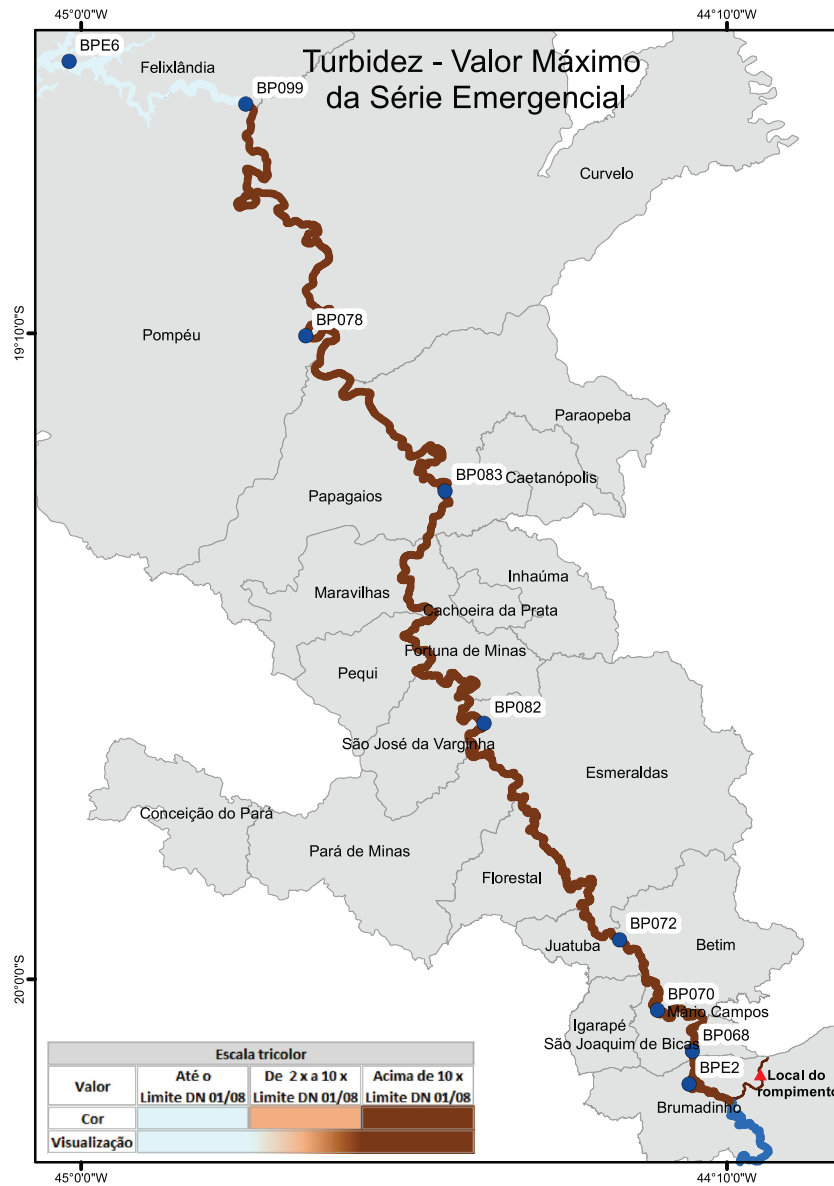 45°0'0"W
44°10'0"W
BPE6
Felixlândia
Turbidez - Valor Máximo
da Série Emergencial
BP099
Curvelo
19°10'0"S
BP078
Pompéu
Paraopeba
BP083
Caetanópolis
Papagaios
Inhaúma
Maravilhas
Cachoeira da Prata
Fortuna de Minas
Pequi
BP082
São José da Varginha
Esmeraldas
Conceição do Pará
Pará de Minas
Florestal
BP072
Juatuba
Betim
20°0'0"S
BP070
Mário Campos
Igarapé
BP068
São Joaquim de Bicas
BPE2
Local do
rompimento
Brumadinho
Escala tricolor
Valor
Até o
Limite DN 01/08
De 2 x a 10 x
Limite DN 01/08
Acima de 10 x
Limite DN 01/08
Cor
Visualização
45°0'0"W
44°10'0"W